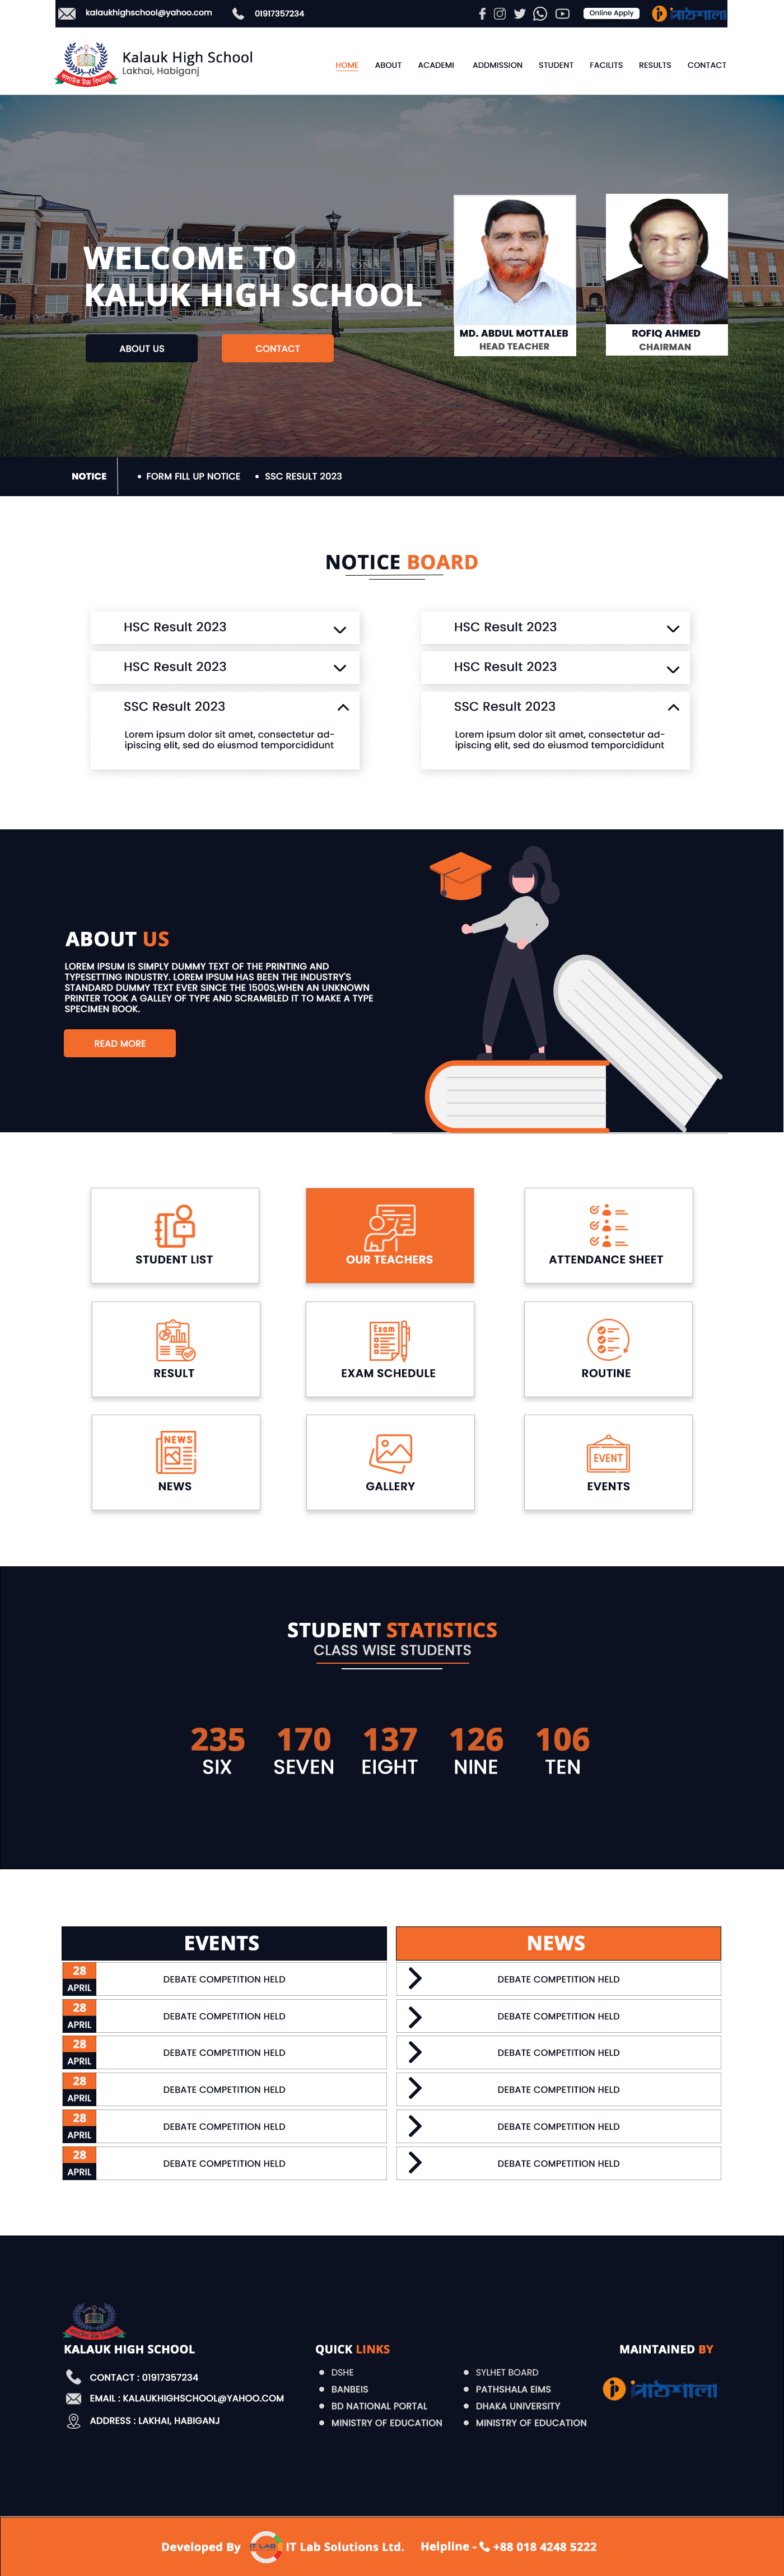 kalaukhighschool@yahoo.com
01917357234
Online Apply
পাঠশালা
Kalauk High School
Lakhai, Habiganj
HOME ABOUT ACADEMI ADDMISSION STUDENT FACILITS RESULTS CONTACT
WELCOME TO
KALUK HIGH SCHOOL
ABOUT US
CONTACT
MD. ABDUL MOTTALEB
HEAD TEACHER
ROFIQ AHMED
CHAIRMAN
NOTICE
• FORM FILL UP NOTICE • SSC RESULT 2023
NOTICE BOARD
HSC Result 2023
HSC Result 2023
SSC Result 2023
Lorem ipsum dolor sit amet, consectetur ad-
ipiscing elit, sed do eiusmod temporcididunt
HSC Result 2023
HSC Result 2023
SSC Result 2023
Lorem ipsum dolor sit amet, consectetur ad-
ipiscing elit, sed do eiusmod temporcididunt
ABOUT US
LOREM IPSUM IS SIMPLY DUMMY TEXT OF THE PRINTING AND
TYPESETTING INDUSTRY. LOREM IPSUM HAS BEEN THE INDUSTRY'S
STANDARD DUMMY TEXT EVER SINCE THE 1500S,WHEN AN UNKNOWN
PRINTER TOOK A GALLEY OF TYPE AND SCRAMBLED IT TO MAKE A TYPE
SPECIMEN BOOK.
READ MORE
STUDENT LIST
OUR TEACHERS
ATTENDANCE SHEET
RESULT
Exam
EXAM SCHEDULE
ROUTINE
NEWS
NEWS
GALLERY
EVENT
EVENTS
STUDENT STATISTICS
CLASS WISE STUDENTS
235 170 137 126 106
SIX SEVEN EIGHT NINE TEN
EVENTS
28
APRIL
DEBATE COMPETITION HELD
28
APRIL
DEBATE COMPETITION HELD
28
APRIL
DEBATE COMPETITION HELD
28
APRIL
DEBATE COMPETITION HELD
28
APRIL
DEBATE COMPETITION HELD
28
APRIL
DEBATE COMPETITION HELD
NEWS
DEBATE COMPETITION HELD
DEBATE COMPETITION HELD
DEBATE COMPETITION HELD
DEBATE COMPETITION HELD
DEBATE COMPETITION HELD
DEBATE COMPETITION HELD
KALAUK HIGH SCHOOL
CONTACT : 01917357234
EMAIL : KALAUKHIGHSCHOOL@YAHOO.COM
ADDRESS : LAKHAI, HABIGANJ
QUICK LINKS
• DSHE
• BANBEIS
• BD NATIONAL PORTAL
• MINISTRY OF EDUCATION
• SYLHET BOARD
• PATHSHALA EIMS
• DHAKA UNIVERSITY
• MINISTRY OF EDUCATION
MAINTAINED BY
পাঠশালা
Developed By IT LAB IT Lab Solutions Ltd. Helpline - +88 018 4248 5222